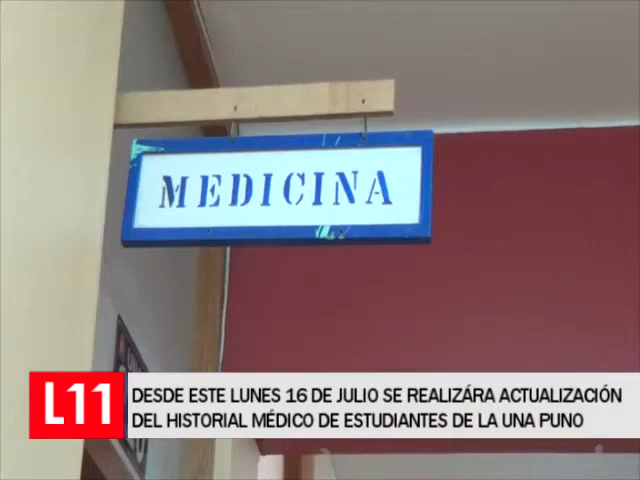 MEDICINA
L11
DESDE ESTE LUNES 16 DE JULIO SE REALIZÁRA ACTUALIZACIÓN
DEL HISTORIAL MÉDICO DE ESTUDIANTES DE LA UNA PUNO